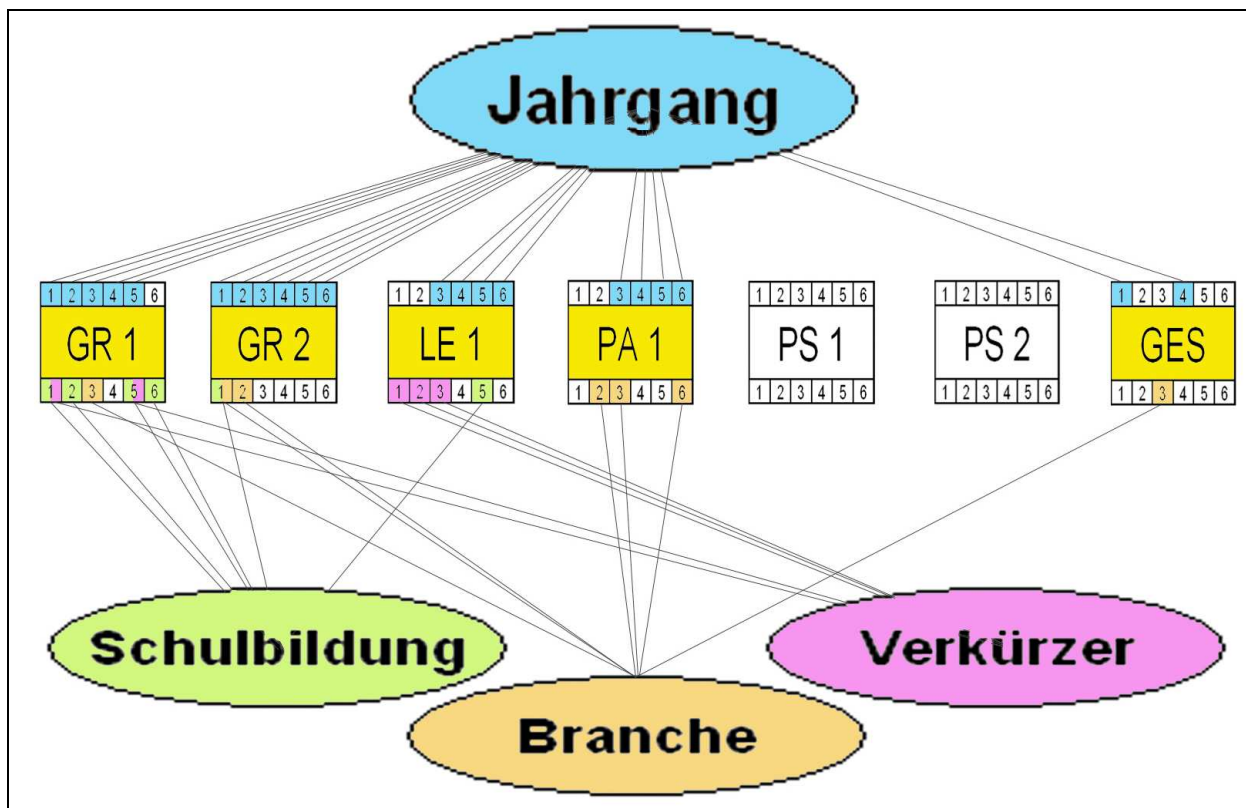 Jahrgang
1 2 3 4 5 6 1 2 3 4 5 6 1 2 3 4 5 6 1 2 3 4 5 6 1 2 3 4 5 6 1 2 3 4 5 6 1 2 3 4 5 6
GR 1 GR 2 LE 1 PA 1 PS 1 PS 2 GES
1 2 3 4 5 6 1 2 3 4 5 6 1 2 3 4 5 6 1 2 3 4 5 6 1 2 3 4 5 6 1 2 3 4 5 6 1 2 3 4 5 6
Schulbildung Verkürzer
Branche